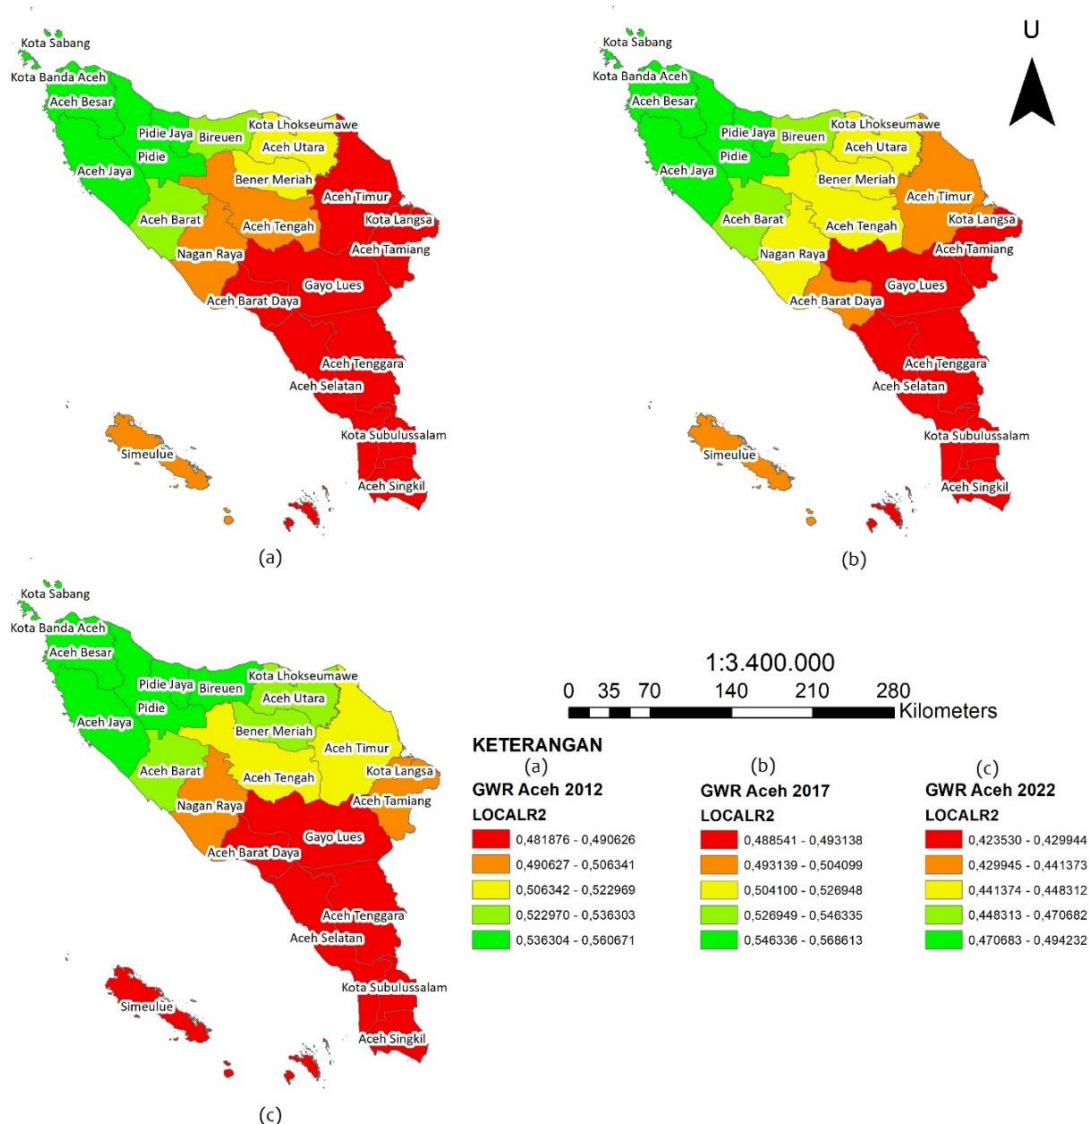 Kota Sabang
Kota Banda Aceh
Aceh Besar
Pidie Jaya
Bireuen
Kota Lhokseumawe
Aceh Utara
Pidie
Aceh Jaya
Bener Meriah
Aceh Timur
Aceh Barat
Kota Langsa
Aceh Tengah
Nagan Raya
Aceh Tamiang
Gayo Lues
Aceh Barat Daya
Aceh Tenggara
Aceh Selatan
Kota Subulussalam
Simeulue
Aceh Singkil
(a)
Kota Sabang
Kota Banda Aceh
Aceh Besar
Pidie Jaya
Bireuen
Kota Lhokseumawe
Aceh Utara
Pidie
Aceh Jaya
Bener Meriah
Aceh Timur
Aceh Barat
Kota Langsa
Aceh Tengah
Nagan Raya
Aceh Tamiang
Gayo Lues
Aceh Barat Daya
Aceh Tenggara
Aceh Selatan
Kota Subulussalam
Simeulue
Aceh Singkil
(b)
U
Kota Sabang
Kota Banda Aceh
Aceh Besar
Pidie Jaya
Bireuen
Kota Lhokseumawe
Aceh Utara
Pidie
Aceh Jaya
Bener Meriah
Aceh Timur
Aceh Barat
Kota Langsa
Aceh Tengah
Nagan Raya
Aceh Tamiang
Gayo Lues
Aceh Barat Daya
Aceh Tenggara
Aceh Selatan
Kota Subulussalam
Simeulue
Aceh Singkil
(c)
1:3.400.000
0 35 70 140 210 280
Kilometers
KETERANGAN
(a)
GWR Aceh 2012
LOCALR2
0,481876 - 0,490626
0,490627 - 0,506341
0,506342 - 0,522969
0,522970 - 0,536303
0,536304 - 0,560671
(b)
GWR Aceh 2017
LOCALR2
0,488541 - 0,493138
0,493139 - 0,504099
0,504100 - 0,526948
0,526949 - 0,546335
0,546336 - 0,568613
(c)
GWR Aceh 2022
LOCALR2
0,423530 - 0,429944
0,429945 - 0,441373
0,441374 - 0,448312
0,448313 - 0,470682
0,470683 - 0,494232